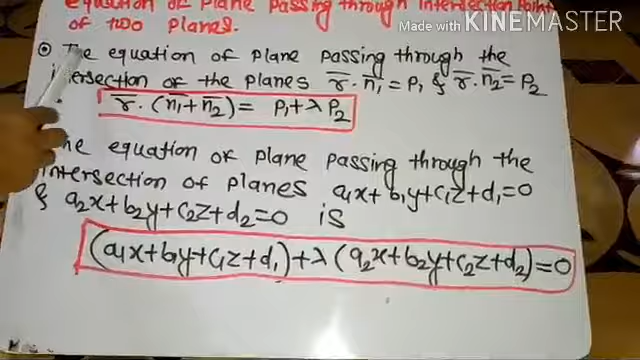 equation of plane passing through intersection point
of two planes.
Made with KINEMASTER
The equation of plane passing through the
intersection of the planes r̅. n̅₁ = P₁ & r̅. n̅₂ = P₂
r̅. (n̅₁+n̅₂) = P₁+λP₂
he equation of plane passing through the
intersection of planes a₁x+b₁y+c₁z+d₁=0
& a₂x+b₂y+c₂z+d₂=0 is
(a₁x+b₁y+c₁z+d₁)+λ(a₂x+b₂y+c₂z+d₂)=0